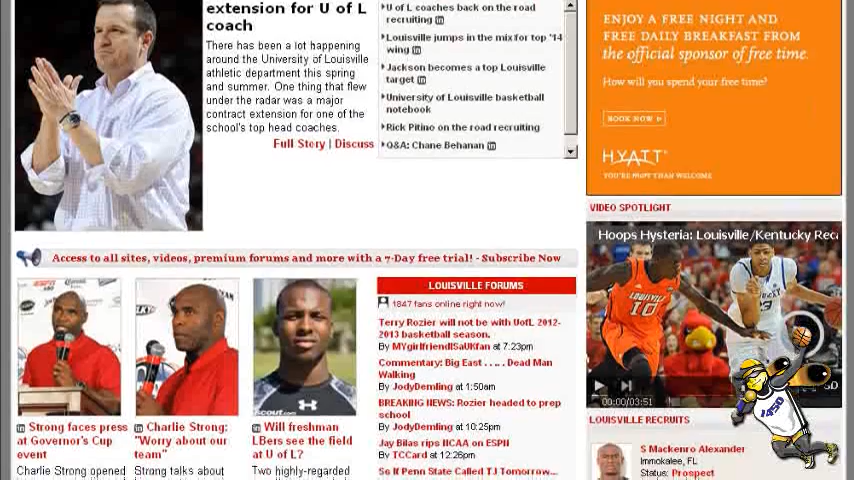 extension for U of L
coach
There has been a lot happening
around the University of Louisville
athletic department this spring
and summer. One thing that flew
under the radar was a major
contract extension for one of the
school's top head coaches.
Full Story | Discuss
U of L coaches back on the road
recruiting
Louisville jumps in the mix for top '14
wing
Jackson becomes a top Louisville
target
University of Louisville basketball
notebook
Rick Pitino on the road recruiting
Q&A: Chane Behanan
ENJOY A FREE NIGHT AND
FREE DAILY BREAKFAST FROM
the official sponsor of free time.
How will you spend your free time?
BOOK NOW
HYATT
YOU'RE MORE THAN WELCOME
VIDEO SPOTLIGHT
Hoops Hysteria: Louisville/Kentucky Reca
LOUISVILLE
10
23
00:00/03:51
SD
Access to all sites, videos, premium forums and more with a 7-Day free trial! - Subscribe Now
ESPN
scout.com
Strong faces press
at Governor's Cup
event
Charlie Strong opened
Charlie Strong:
"Worry about our
team"
Strong talks about
Will freshman
LBers see the field
at U of L?
Two highly-regarded
LOUISVILLE FORUMS
1847 fans online right now!
Terry Rozier will not be with UofL 2012-
2013 basketball season.
By MYgirlfriendISaUKfan at 7:23pm
Commentary: Big East . . . . Dead Man
Walking
By JodyDemling at 1:50am
BREAKING NEWS: Rozier headed to prep
school
By JodyDemling at 10:25pm
Jay Bilas rips NCAA on ESPN
By TCCard at 12:26pm
So If Penn State Called TJ Tomorrow...
LOUISVILLE RECRUITS
S Mackenro Alexander
Immokalee, FL
Status: Prospect
1450